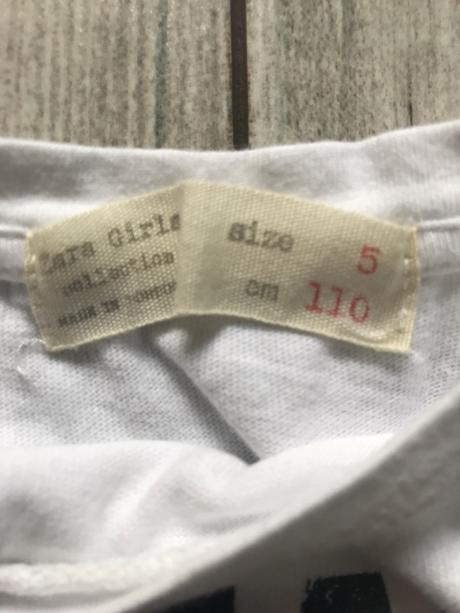 Zara Girls
collection
MADE IN
size 5
cm 110